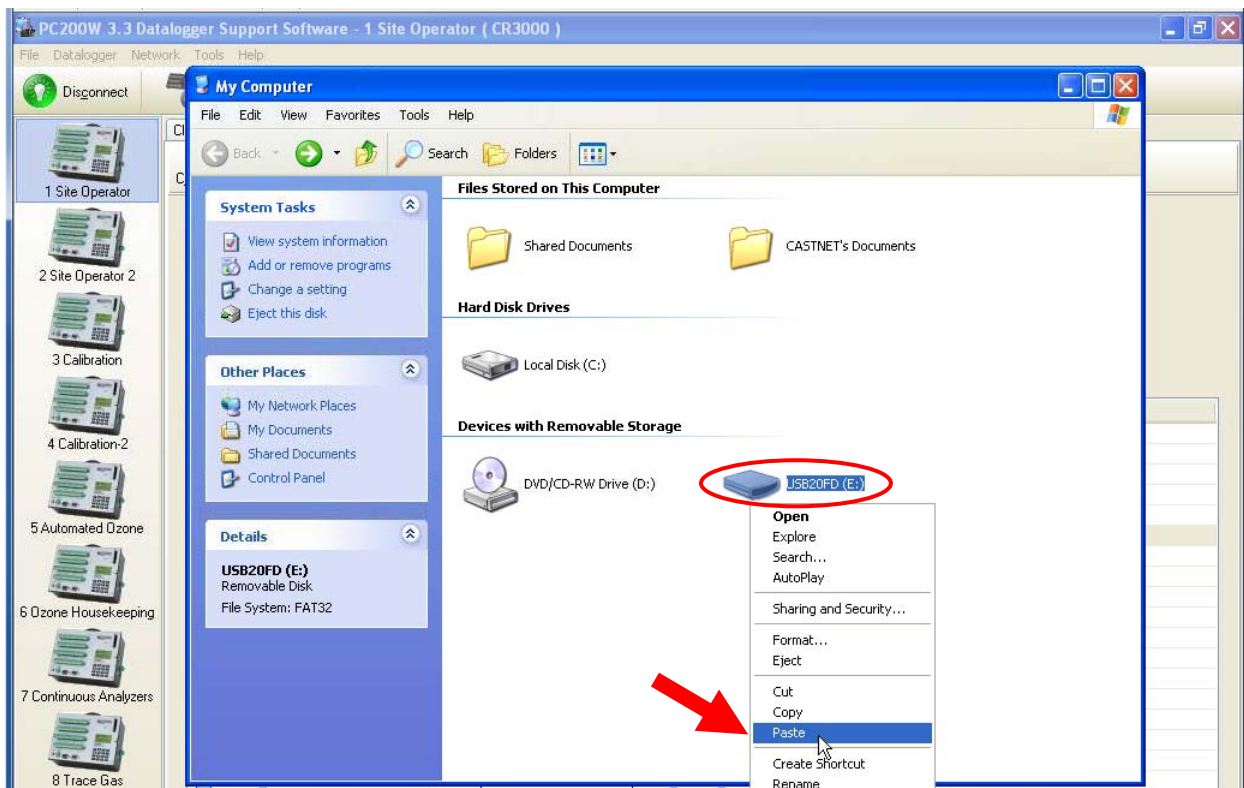 PC200W 3.3 Datalogger Support Software - 1 Site Operator ( CR3000 )
File Datalogger Network Tools Help
Disconnect
1 Site Operator
2 Site Operator 2
3 Calibration
4 Calibration-2
5 Automated Ozone
6 Ozone Housekeeping
7 Continuous Analyzers
8 Trace Gas
My Computer
File Edit View Favorites Tools Help
Back Search Folders
System Tasks
View system information
Add or remove programs
Change a setting
Eject this disk
Other Places
My Network Places
My Documents
Shared Documents
Control Panel
Details
USB20FD (E:)
Removable Disk
File System: FAT32
Files Stored on This Computer
Shared Documents CASTNET's Documents
Hard Disk Drives
Local Disk (C:)
Devices with Removable Storage
DVD/CD-RW Drive (D:) USB20FD (E:)
Open
Explore
Search...
AutoPlay
Sharing and Security...
Format...
Eject
Cut
Copy
Paste
Create Shortcut
Rename